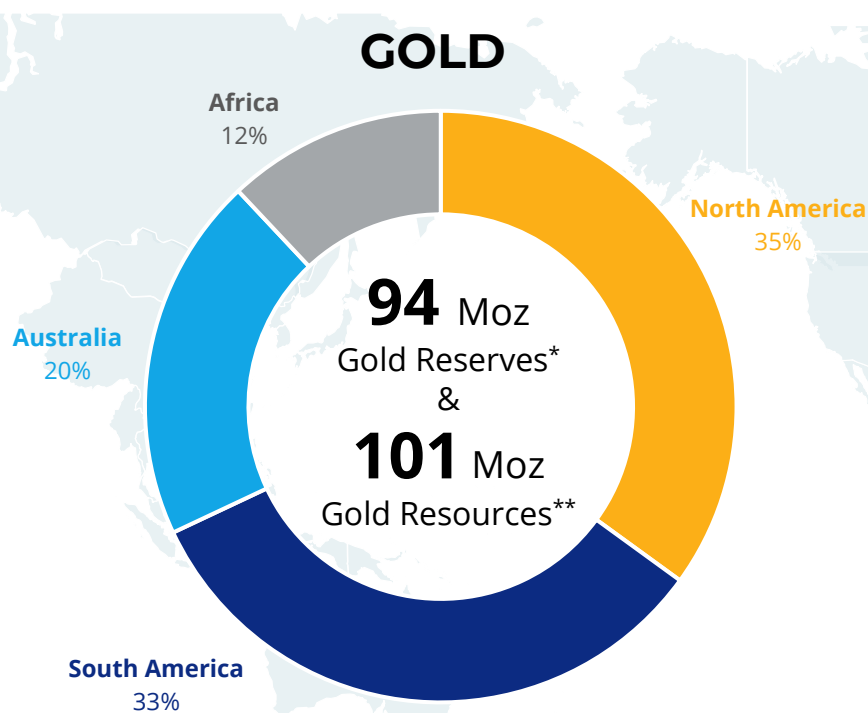 GOLD
Africa
12%
North America
35%
94 Moz
Gold Reserves*
&
101 Moz
Gold Resources**
Australia
20%
South America
33%